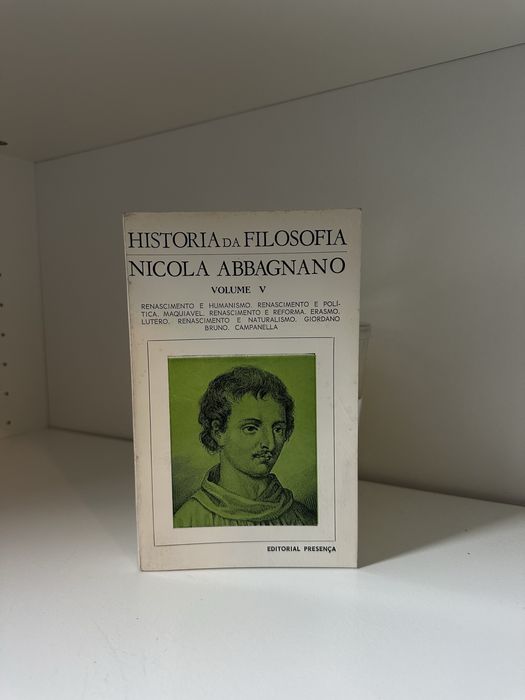 HISTORIA DA FILOSOFIA
NICOLA ABBAGNANO
VOLUME V
RENASCIMENTO E HUMANISMO. RENASCIMENTO E POLÍ-
TICA. MAQUIAVEL. RENASCIMENTO E REFORMA. ERASMO.
LUTERO. RENASCIMENTO E NATURALISMO. GIORDANO
BRUNO. CAMPANELLA
EDITORIAL PRESENÇA